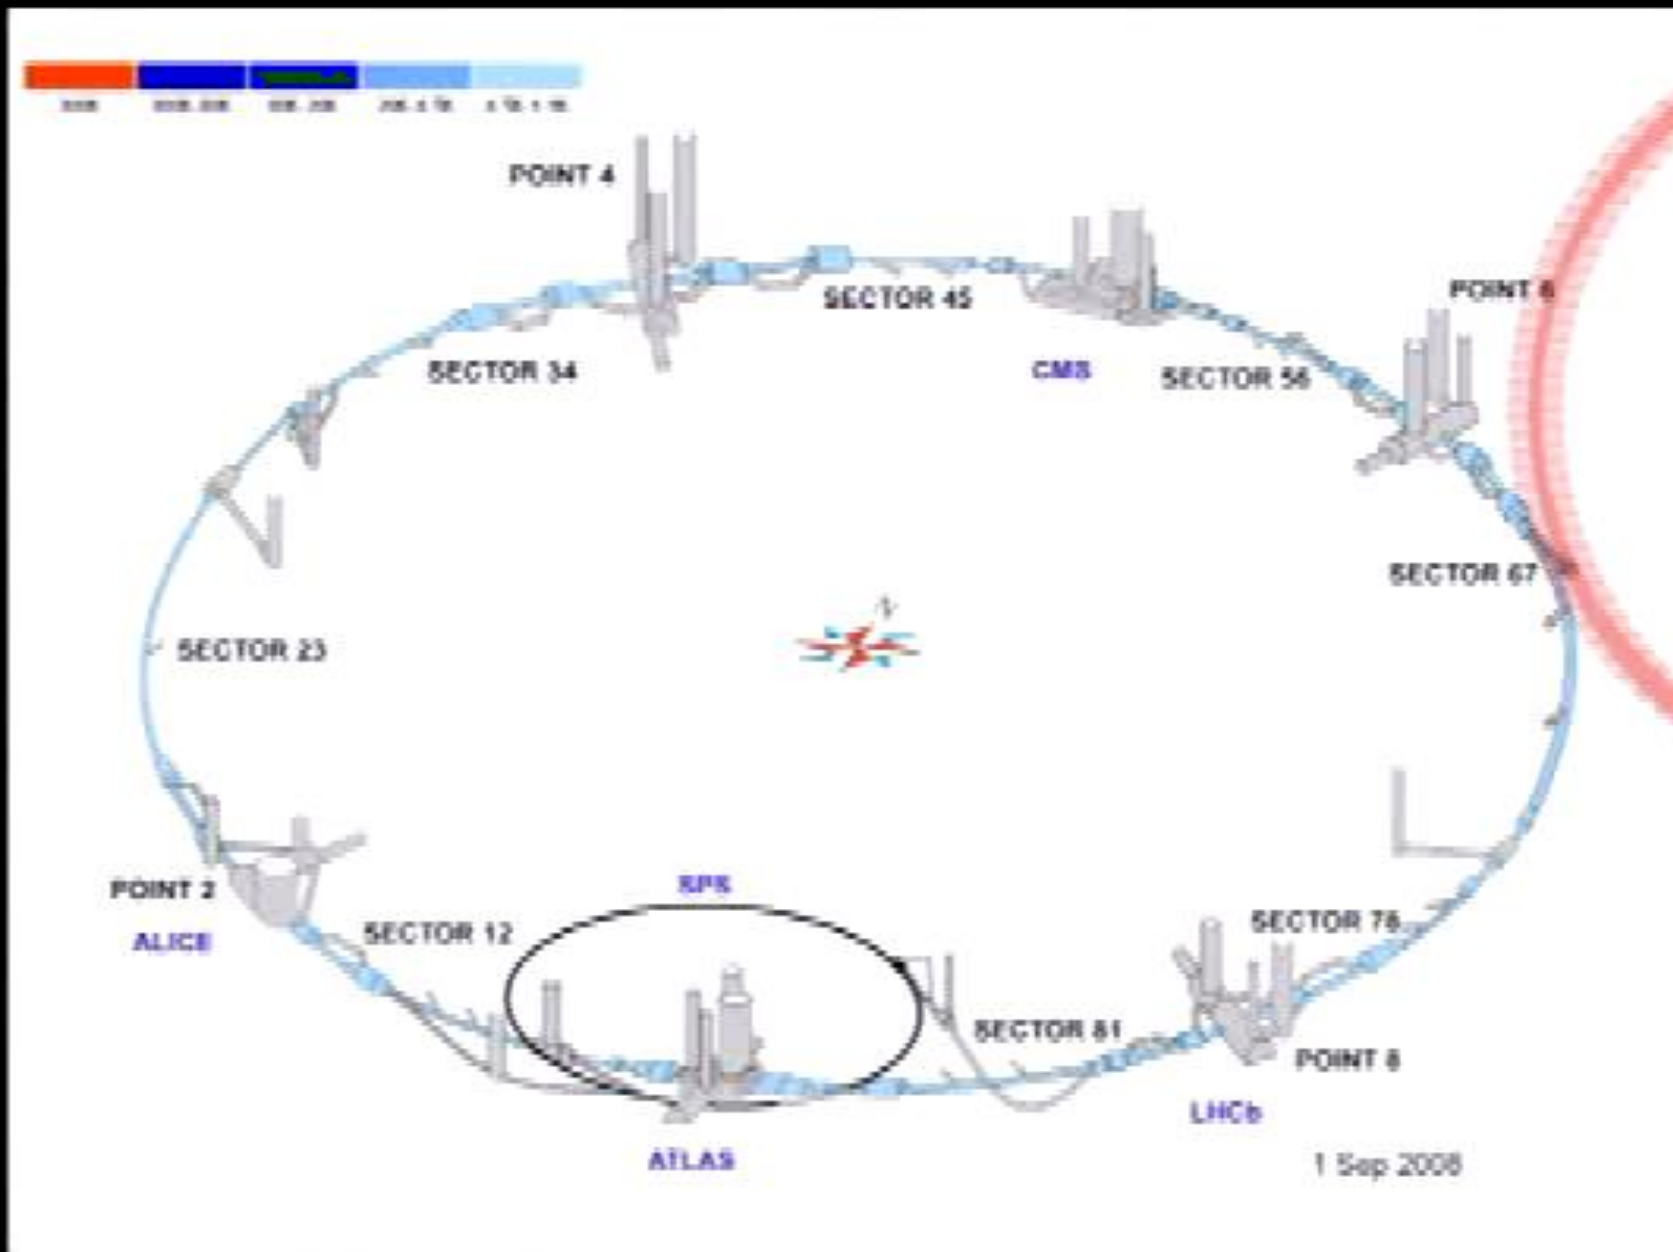 POINT 4
POINT 6
SECTOR 45
SECTOR 34
CMS
SECTOR 56
N
SECTOR 67
SECTOR 23
SPS
POINT 2
SECTOR 12
SECTOR 78
ALICE
SECTOR 81
POINT 8
LHCb
ATLAS
1 Sep 2008